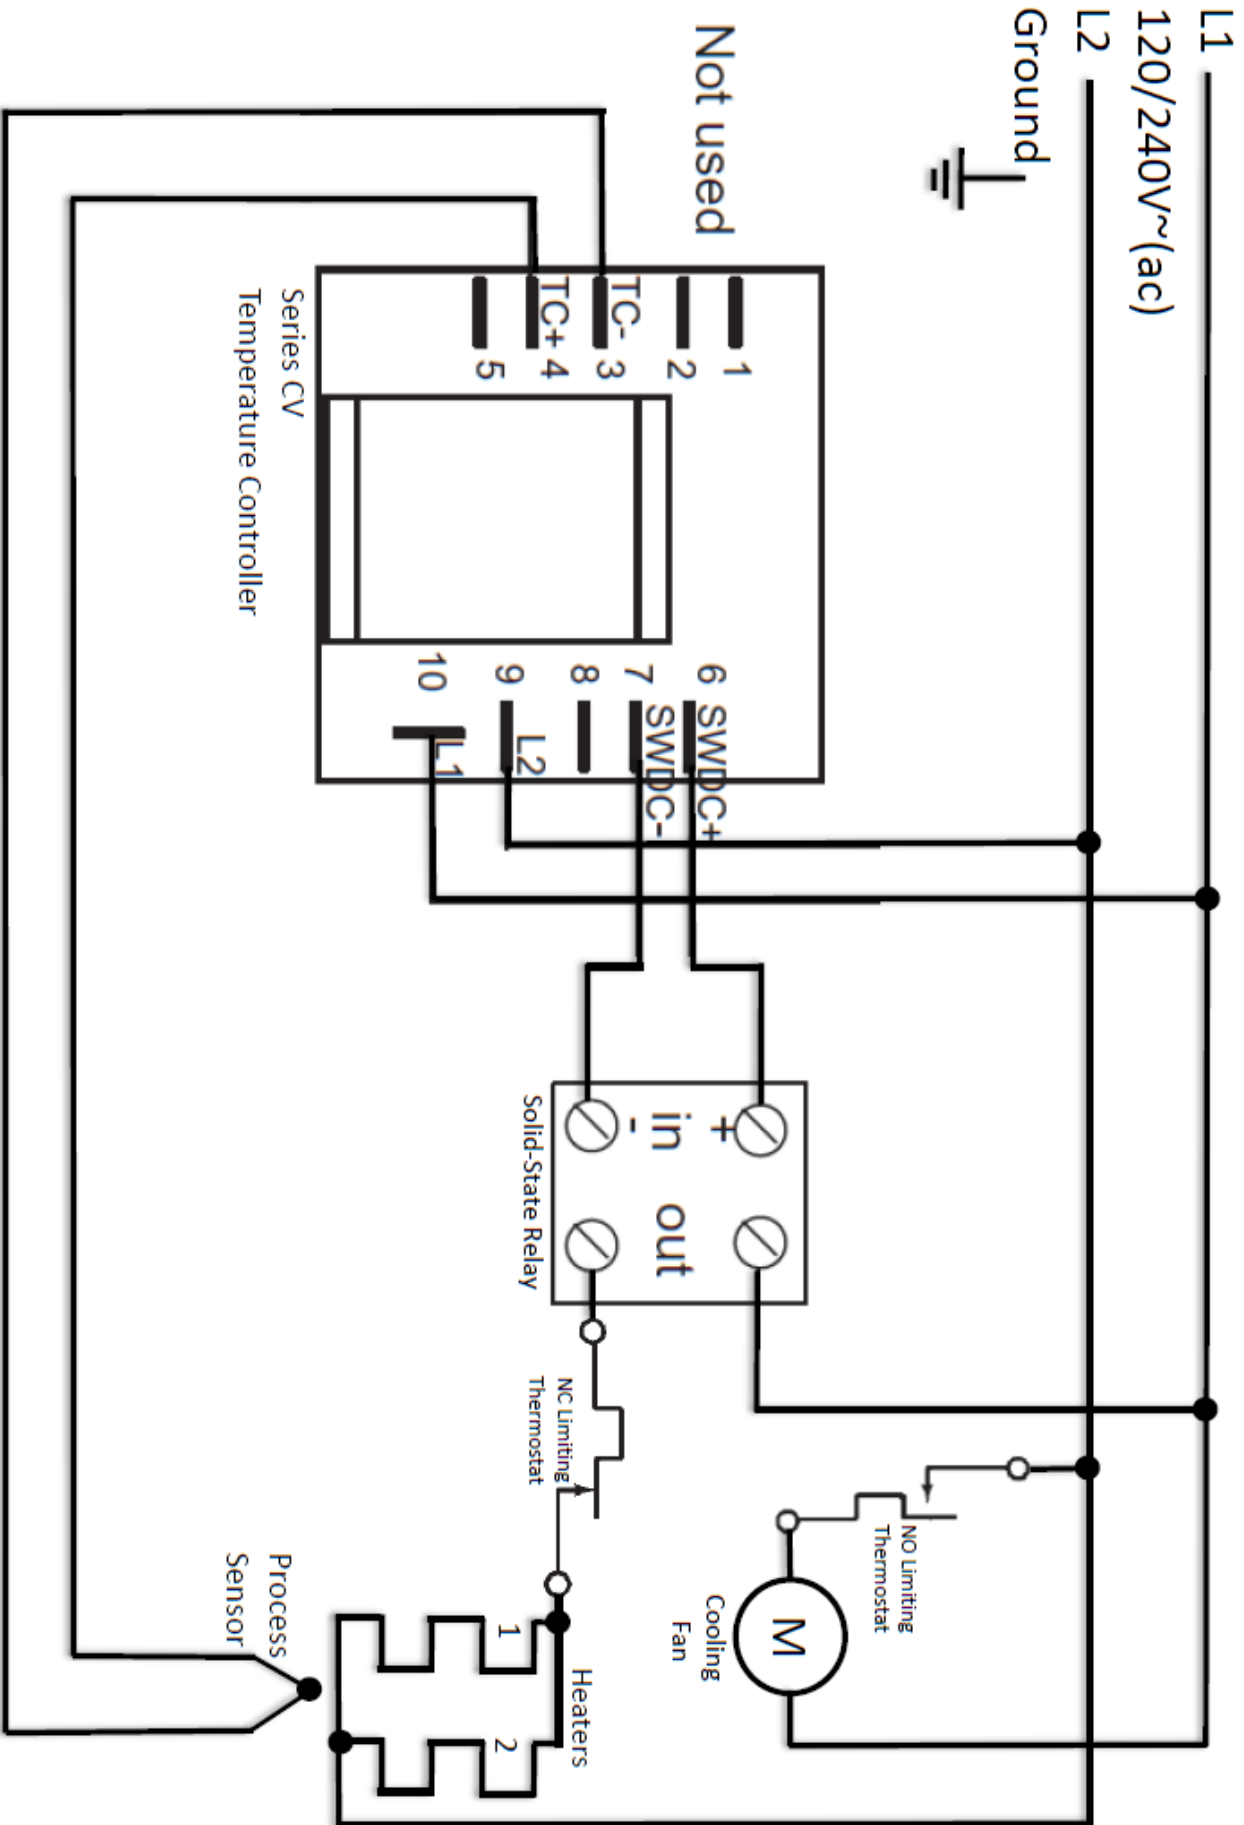 L1
120/240V~(ac)
L2
Ground
Not used
1
2
TC- 3
TC+ 4
5
6 SWDC+
7 SWDC-
8
9 L2
10 L1
Series CV
Temperature Controller
+
in
-
out
Solid-State Relay
NC Limiting
Thermostat
NO Limiting
Thermostat
M
Cooling
Fan
Heaters
1
2
Process
Sensor